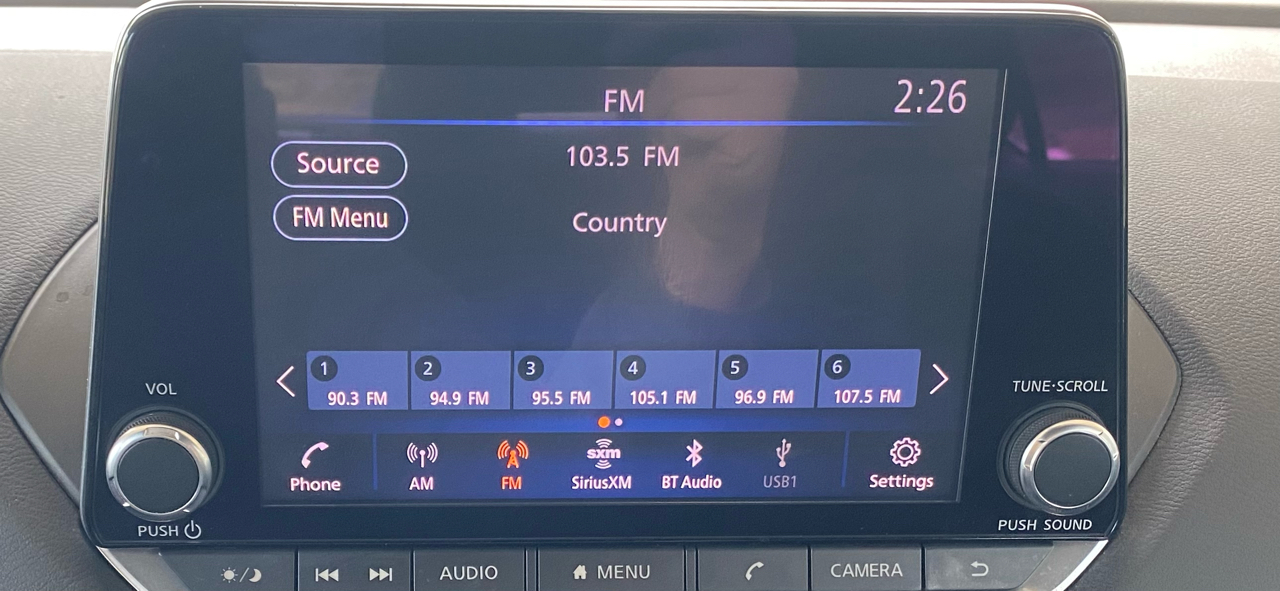 FM
2:26
Source
103.5 FM
FM Menu
Country
1
90.3 FM
2
94.9 FM
3
95.5 FM
4
105.1 FM
5
96.9 FM
6
107.5 FM
VOL
TUNE·SCROLL
Phone
AM
FM
sxm
SiriusXM
BT Audio
USB1
Settings
PUSH
PUSH SOUND
AUDIO
MENU
CAMERA